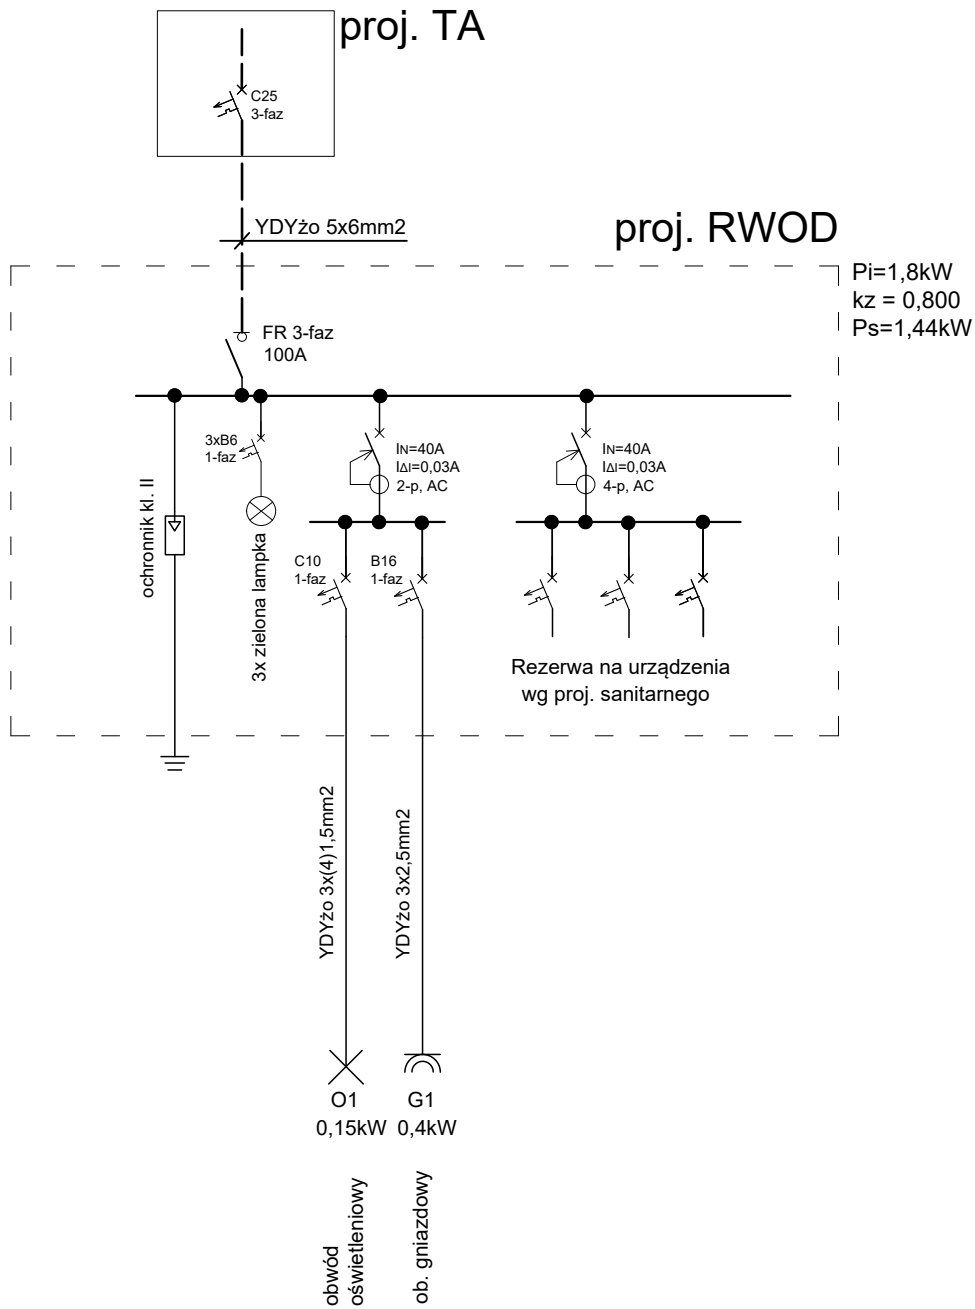 proj. TA
C25
3-faz
YDYżo 5x6mm2
proj. RWOD
Pi=1,8kW
kz = 0,800
Ps=1,44kW
FR 3-faz
100A
3xB6
1-faz
IN=40A
IΔI=0,03A
2-p, AC
IN=40A
IΔI=0,03A
4-p, AC
ochronnik kl. II
3x zielona lampka
C10
1-faz
B16
1-faz
Rezerwa na urządzenia
wg proj. sanitarnego
YDYżo 3x(4)1,5mm2
YDYżo 3x2,5mm2
O1
0,15kW
G1
0,4kW
obwód
oświetleniowy
ob. gniazdowy